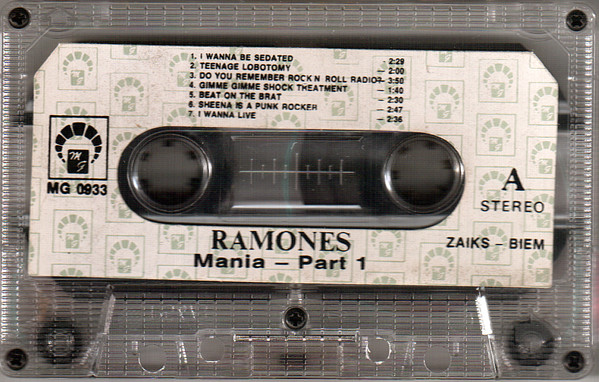 1. I WANNA BE SEDATED — 2:29
2. TEENAGE LOBOTOMY — 2:00
3. DO YOU REMEMBER ROCK N ROLL RADIO? — 3:50
4. GIMME GIMME SHOCK THEATMENT — 1:40
5. BEAT ON THE BRAT — 2:30
6. SHEENA IS A PUNK ROCKER — 2:47
7. I WANNA LIVE — 2:36
MG
MG 0933
A
STEREO
RAMONES
ZAIKS – BIEM
Mania – Part 1